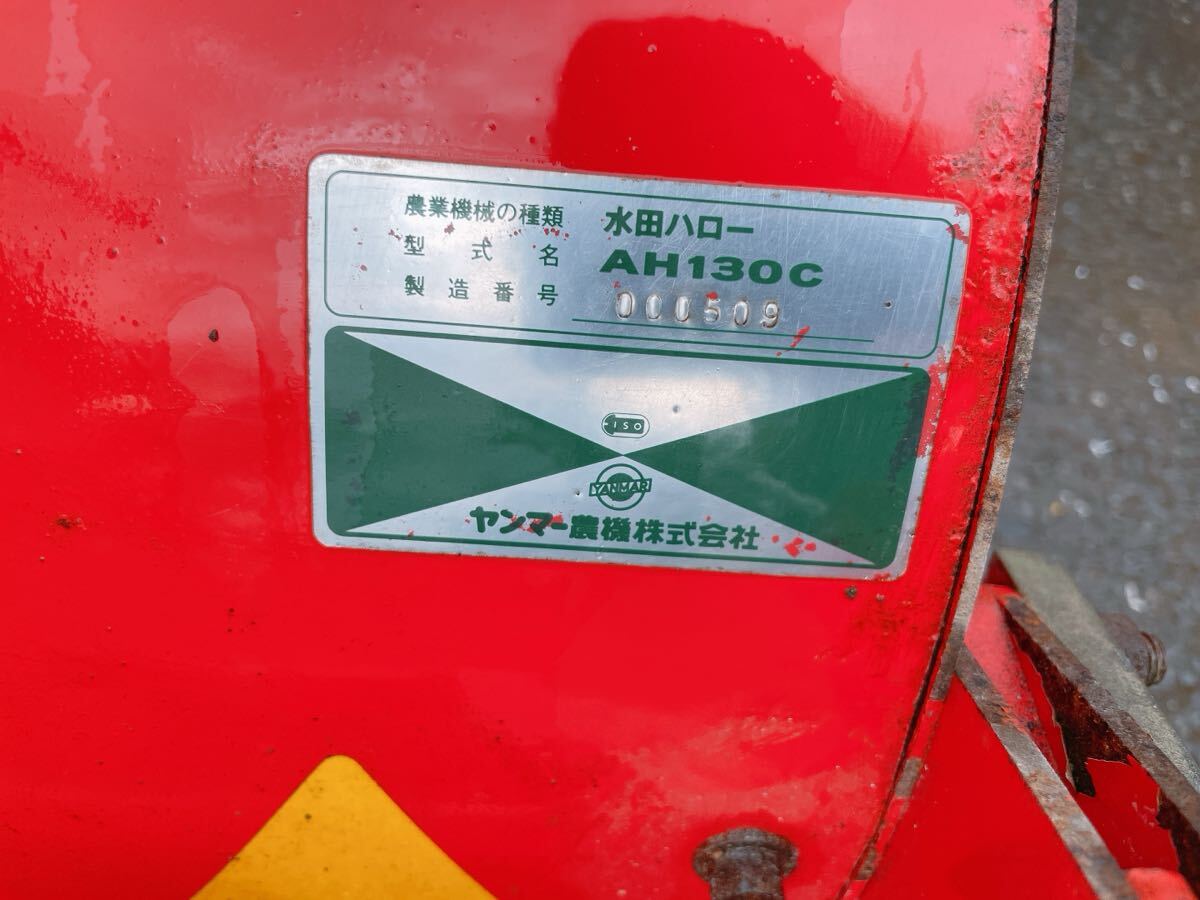 農業機械の種類 水田ハロー
型式名 AH130C
製造番号 000509
ISO
YANMAR
ヤンマー農機株式会社